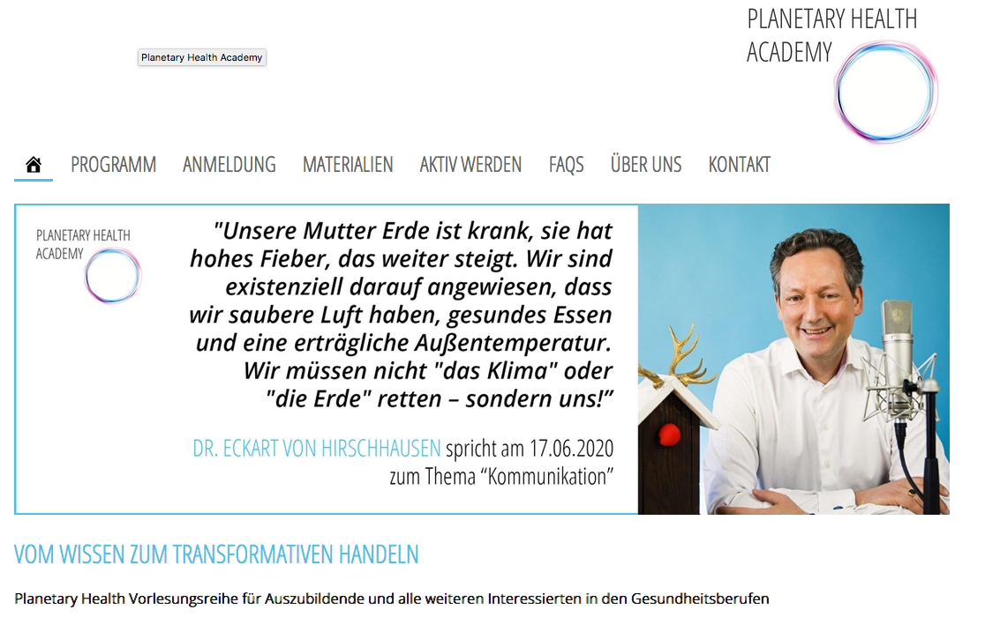 PLANETARY HEALTH
ACADEMY
Planetary Health Academy
PROGRAMM ANMELDUNG MATERIALIEN AKTIV WERDEN FAQS ÜBER UNS KONTAKT
PLANETARY HEALTH
ACADEMY
"Unsere Mutter Erde ist krank, sie hat
hohes Fieber, das weiter steigt. Wir sind
existenziell darauf angewiesen, dass
wir saubere Luft haben, gesundes Essen
und eine erträgliche Außentemperatur.
Wir müssen nicht "das Klima" oder
"die Erde" retten – sondern uns!”
DR. ECKART VON HIRSCHHAUSEN spricht am 17.06.2020
zum Thema “Kommunikation”
VOM WISSEN ZUM TRANSFORMATIVEN HANDELN
Planetary Health Vorlesungsreihe für Auszubildende und alle weiteren Interessierten in den Gesundheitsberufen